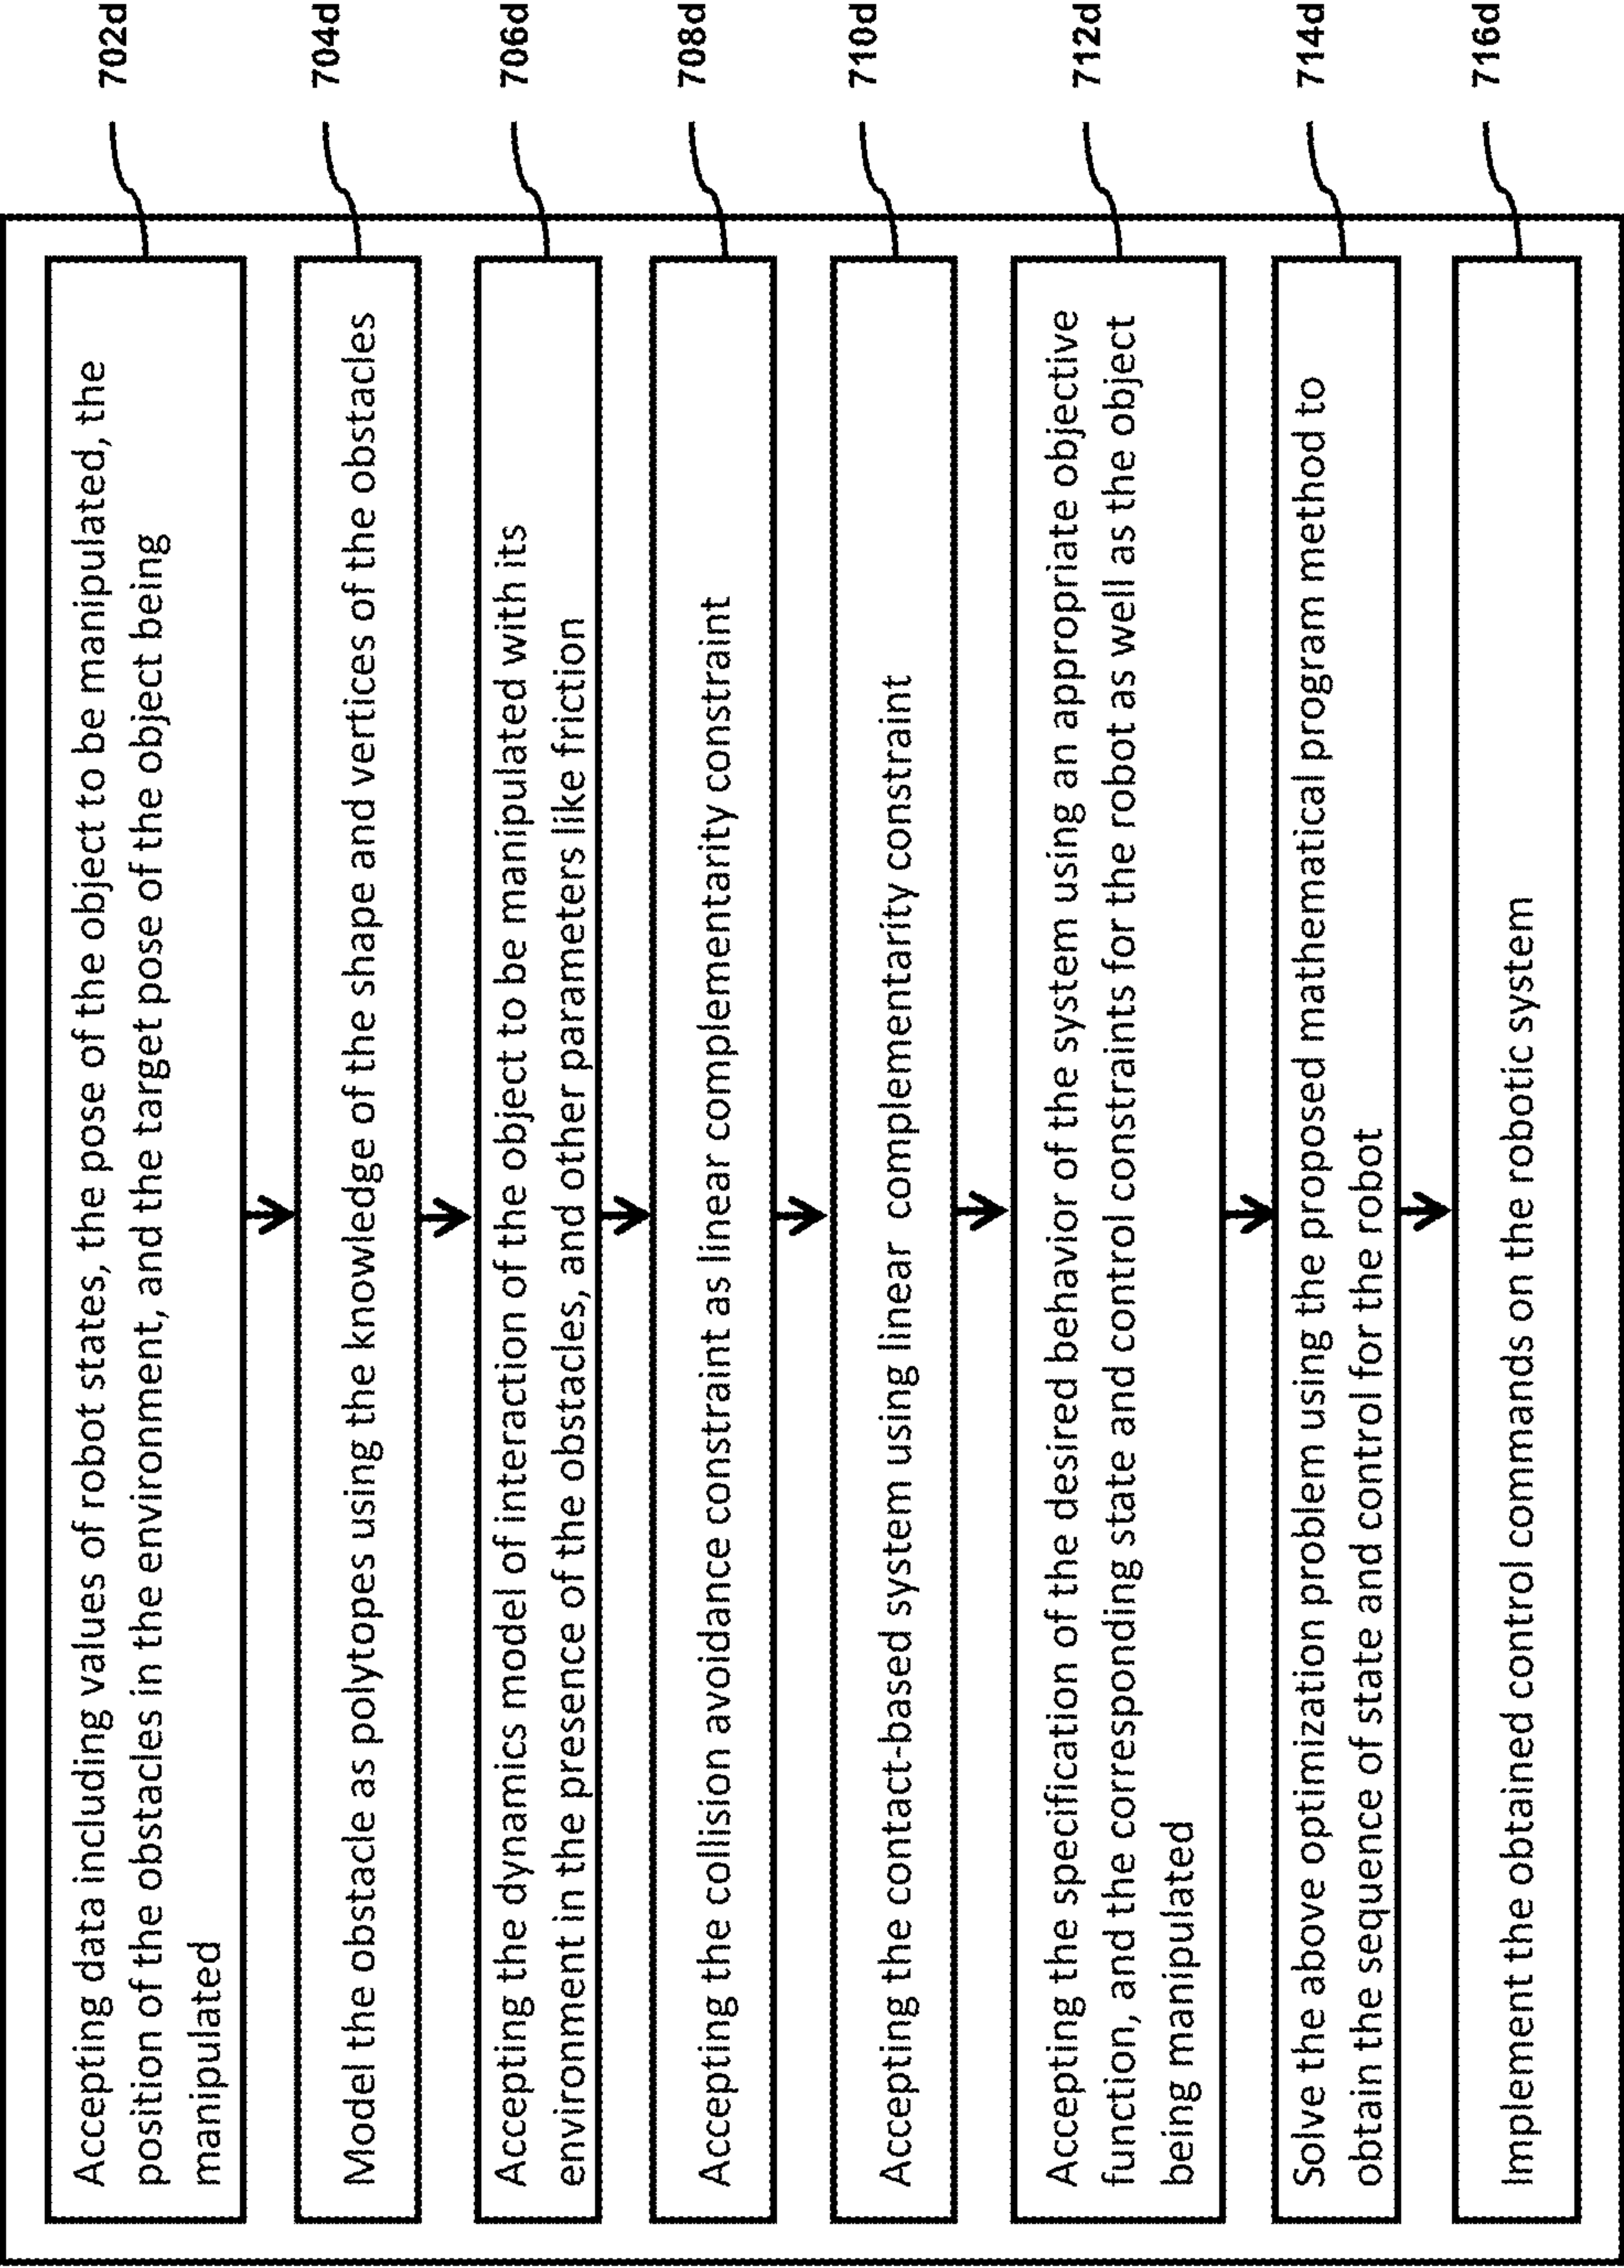 Accepting data including values of robot states, the pose of the object to be manipulated, the
position of the obstacles in the environment, and the target pose of the object being
manipulated
702d
Model the obstacle as polytopes using the knowledge of the shape and vertices of the obstacles
704d
Accepting the dynamics model of interaction of the object to be manipulated with its
environment in the presence of the obstacles, and other parameters like friction
706d
Accepting the collision avoidance constraint as linear complementarity constraint
708d
Accepting the contact-based system using linear complementarity constraint
710d
Accepting the specification of the desired behavior of the system using an appropriate objective
function, and the corresponding state and control constraints for the robot as well as the object
being manipulated
712d
Solve the above optimization problem using the proposed mathematical program method to
obtain the sequence of state and control for the robot
714d
Implement the obtained control commands on the robotic system
716d